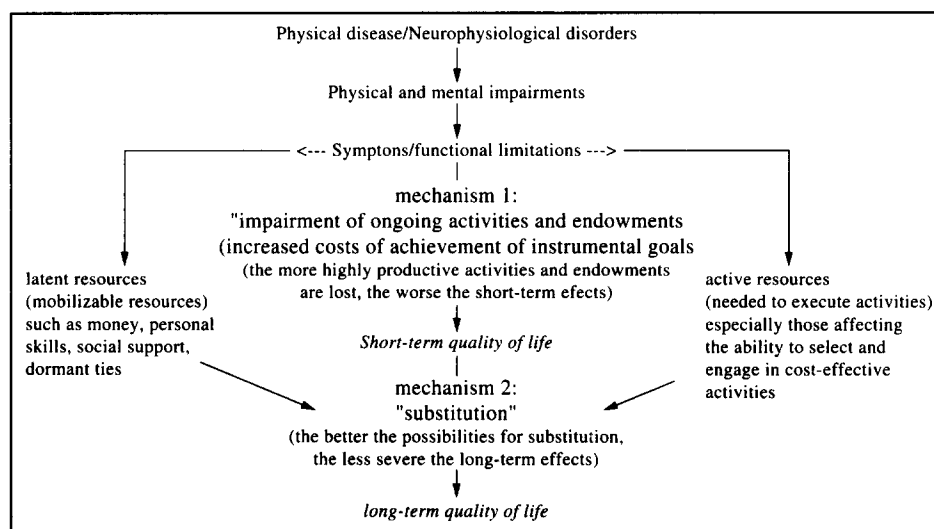 Physical disease/Neurophysiological disorders
Physical and mental impairments
<--- Symptons/functional limitations --->
mechanism 1:
"impairment of ongoing activities and endowments
(increased costs of achievement of instrumental goals
(the more highly productive activities and endowments
are lost, the worse the short-term efects)
latent resources
(mobilizable resources)
such as money, personal
skills, social support,
dormant ties
active resources
(needed to execute activities)
especially those affecting
the ability to select and
engage in cost-effective
activities
Short-term quality of life
mechanism 2:
"substitution"
(the better the possibilities for substitution,
the less severe the long-term effects)
long-term quality of life